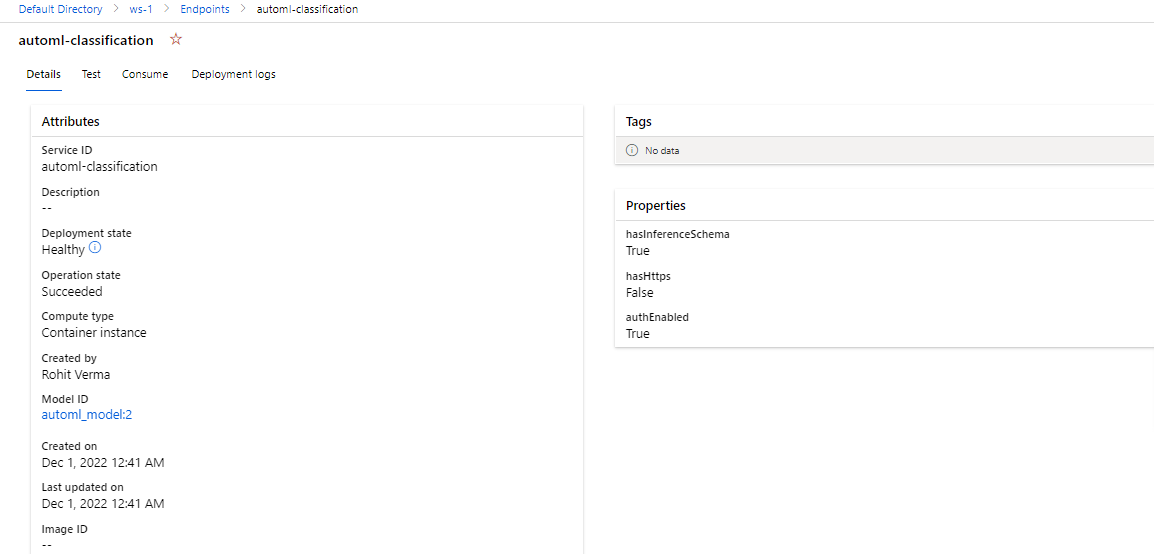 Default Directory > ws-1 > Endpoints > automl-classification
automl-classification
Details Test Consume Deployment logs
Attributes
Service ID
automl-classification
Description
--
Deployment state
Healthy
Operation state
Succeeded
Compute type
Container instance
Created by
Rohit Verma
Model ID
automl_model:2
Created on
Dec 1, 2022 12:41 AM
Last updated on
Dec 1, 2022 12:41 AM
Image ID
--
Tags
No data
Properties
hasInferenceSchema
True
hasHttps
False
authEnabled
True